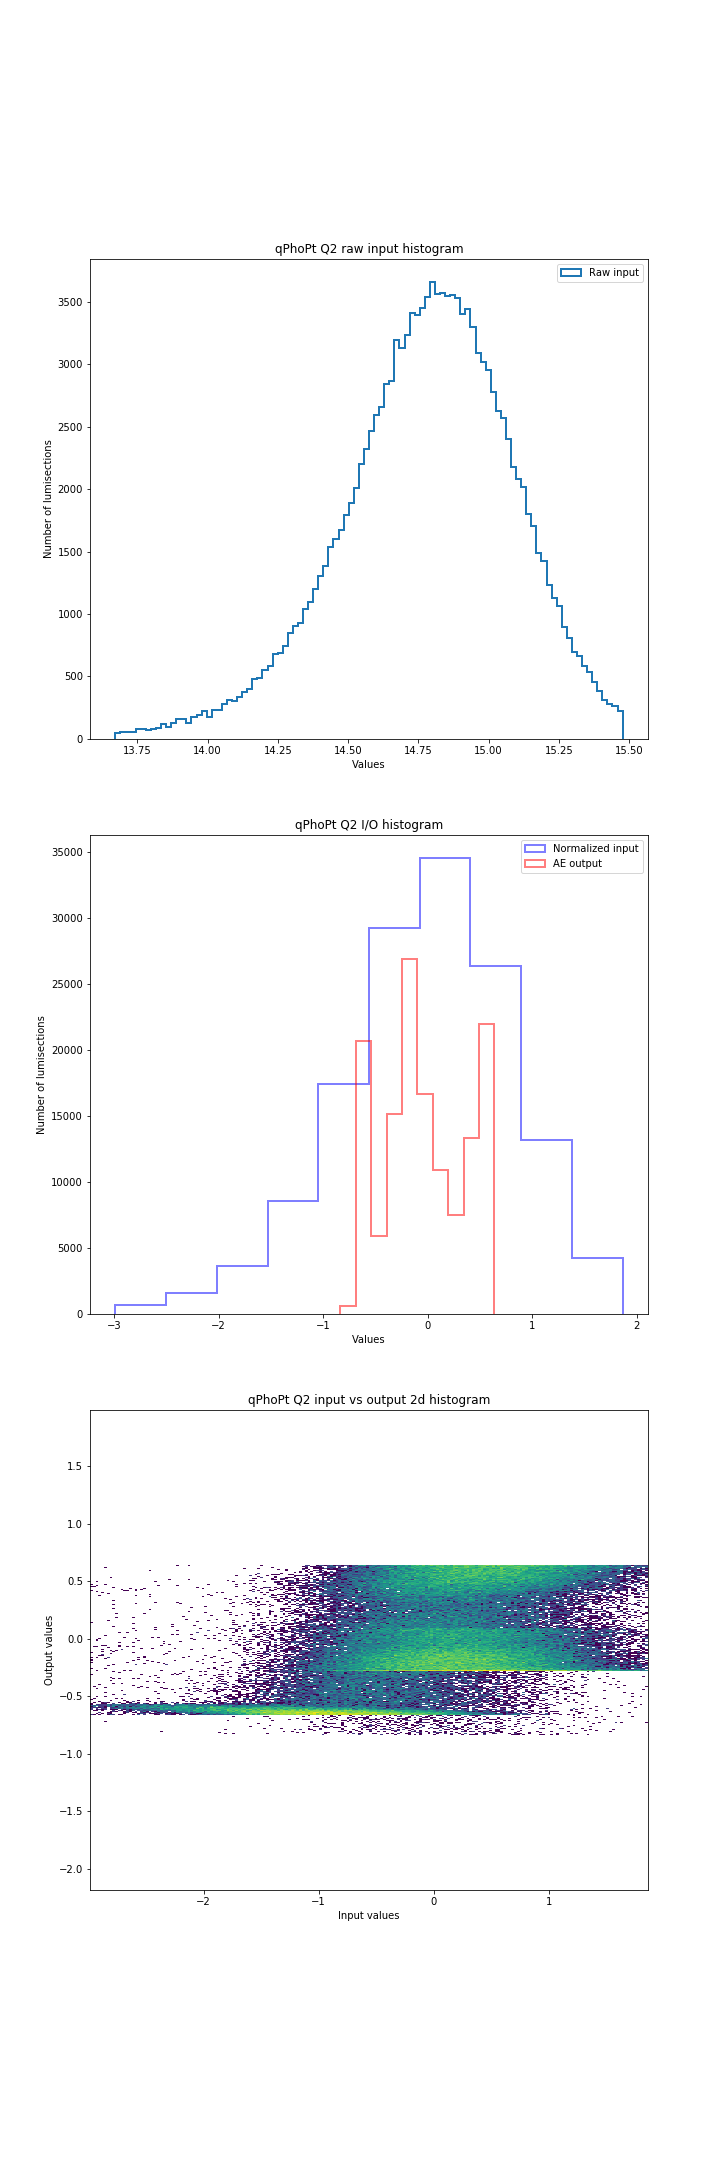 qPhoPt Q2 raw input histogram
Raw input
3500
3000
2500
2000
1500
1000
500
0
Number of lumisections
13.75 14.00 14.25 14.50 14.75 15.00 15.25 15.50
Values
qPhoPt Q2 I/O histogram
Normalized input
AE output
35000
30000
25000
20000
15000
10000
5000
0
Number of lumisections
−3 −2 −1 0 1 2
Values
qPhoPt Q2 input vs output 2d histogram
1.5
1.0
0.5
0.0
−0.5
−1.0
−1.5
−2.0
Output values
−2 −1 0 1
Input values